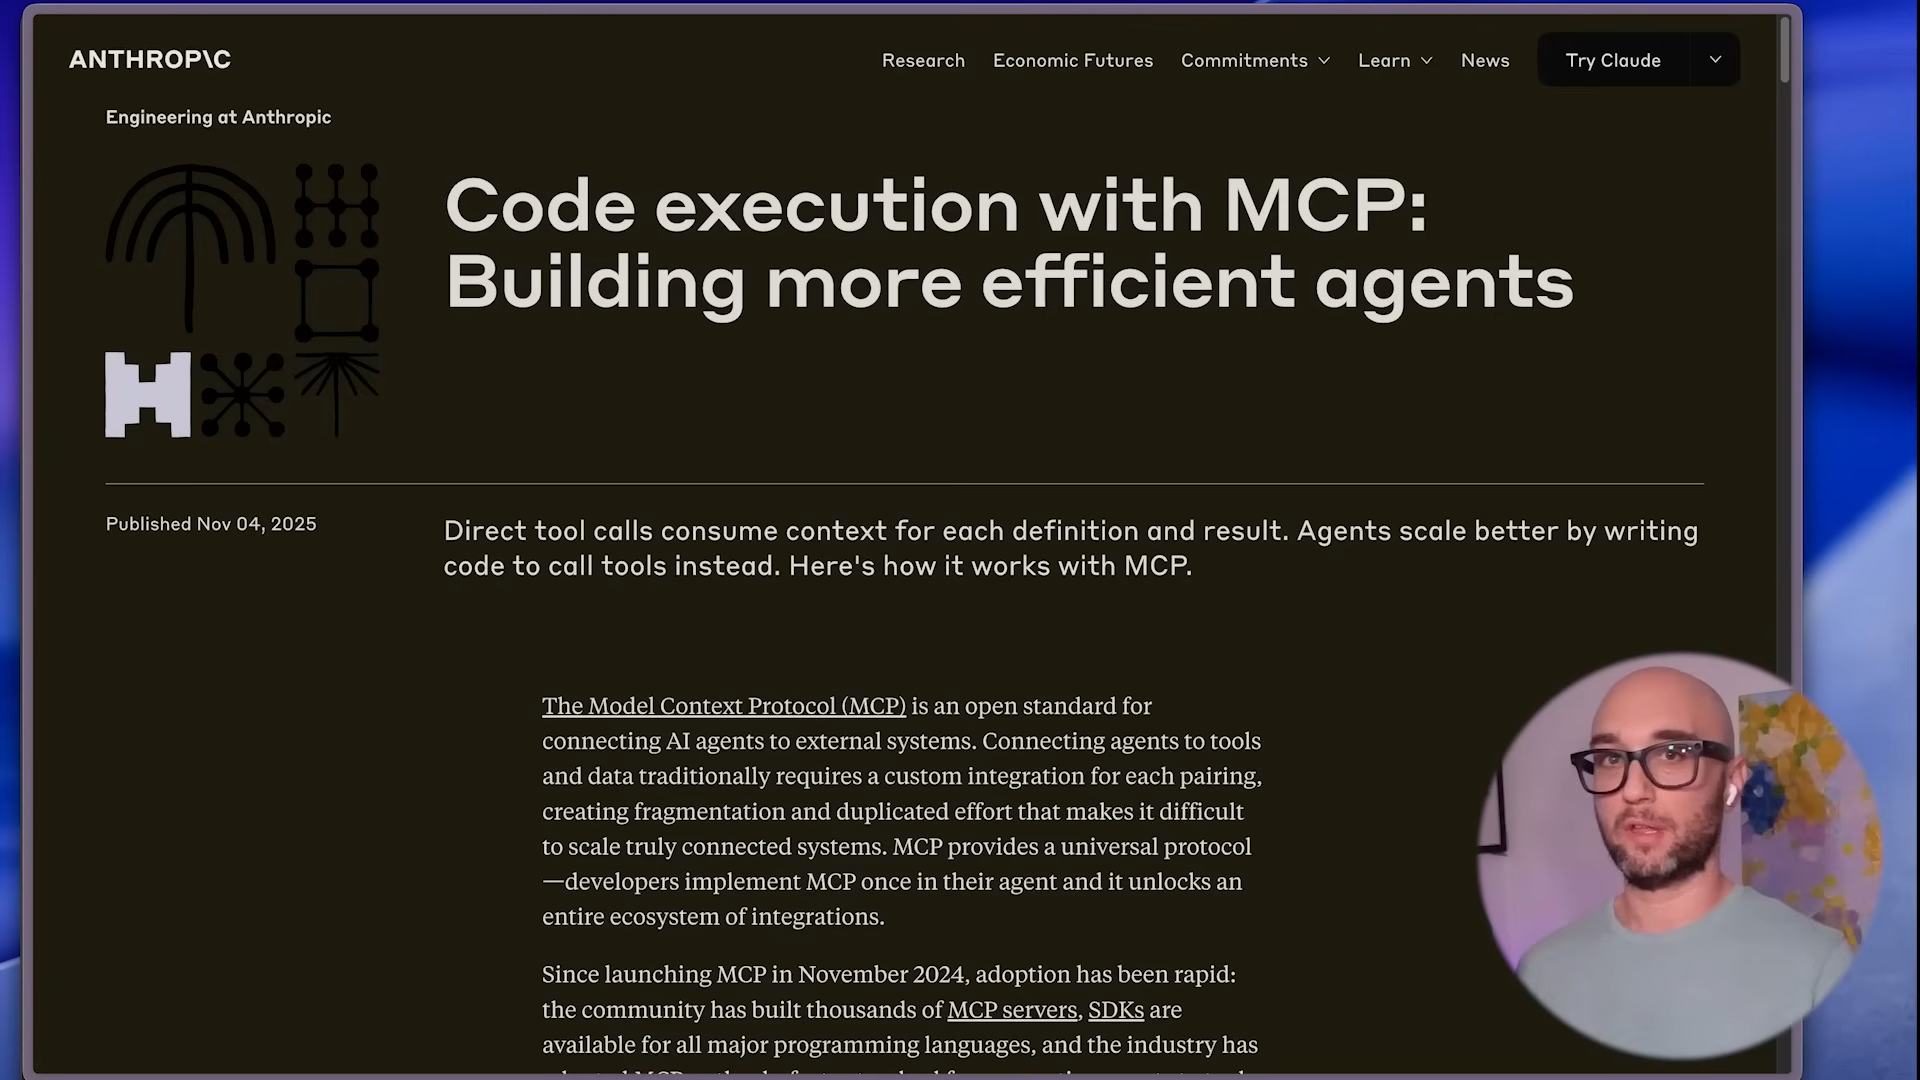 ANTHROP\C
Research
Economic Futures
Commitments
Learn
News
Try Claude
Engineering at Anthropic
Code execution with MCP:
Building more efficient agents
Published Nov 04, 2025
Direct tool calls consume context for each definition and result. Agents scale better by writing
code to call tools instead. Here's how it works with MCP.
The Model Context Protocol (MCP) is an open standard for
connecting AI agents to external systems. Connecting agents to tools
and data traditionally requires a custom integration for each pairing,
creating fragmentation and duplicated effort that makes it difficult
to scale truly connected systems. MCP provides a universal protocol
—developers implement MCP once in their agent and it unlocks an
entire ecosystem of integrations.
Since launching MCP in November 2024, adoption has been rapid:
the community has built thousands of MCP servers, SDKs are
available for all major programming languages, and the industry has